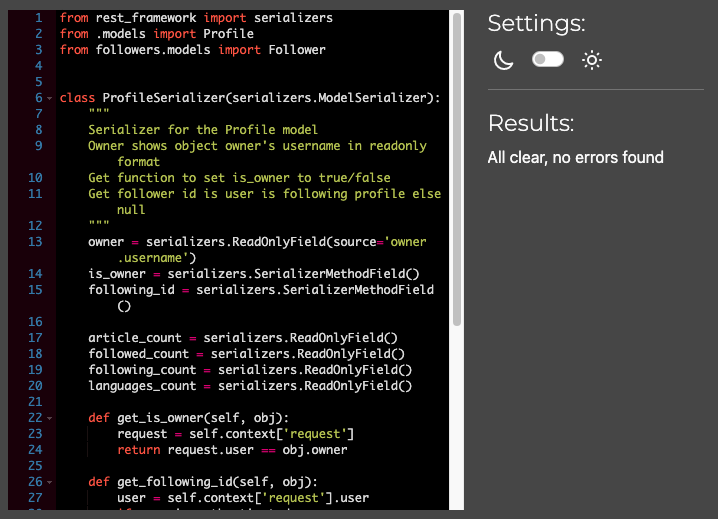 1 from rest_framework import serializers
2 from .models import Profile
3 from followers.models import Follower
4
5
6 class ProfileSerializer(serializers.ModelSerializer):
7 """
8 Serializer for the Profile model
9 Owner shows object owner's username in readonly
format
10 Get function to set is_owner to true/false
11 Get follower id is user is following profile else
null
12 """
13 owner = serializers.ReadOnlyField(source='owner
.username')
14 is_owner = serializers.SerializerMethodField()
15 following_id = serializers.SerializerMethodField
()
16
17 article_count = serializers.ReadOnlyField()
18 followed_count = serializers.ReadOnlyField()
19 following_count = serializers.ReadOnlyField()
20 languages_count = serializers.ReadOnlyField()
21
22 def get_is_owner(self, obj):
23 request = self.context['request']
24 return request.user == obj.owner
25
26 def get_following_id(self, obj):
27 user = self.context['request'].user
Settings:
Results:
All clear, no errors found